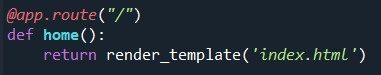 @app.route("/")
def home():
    return render_template('index.html')